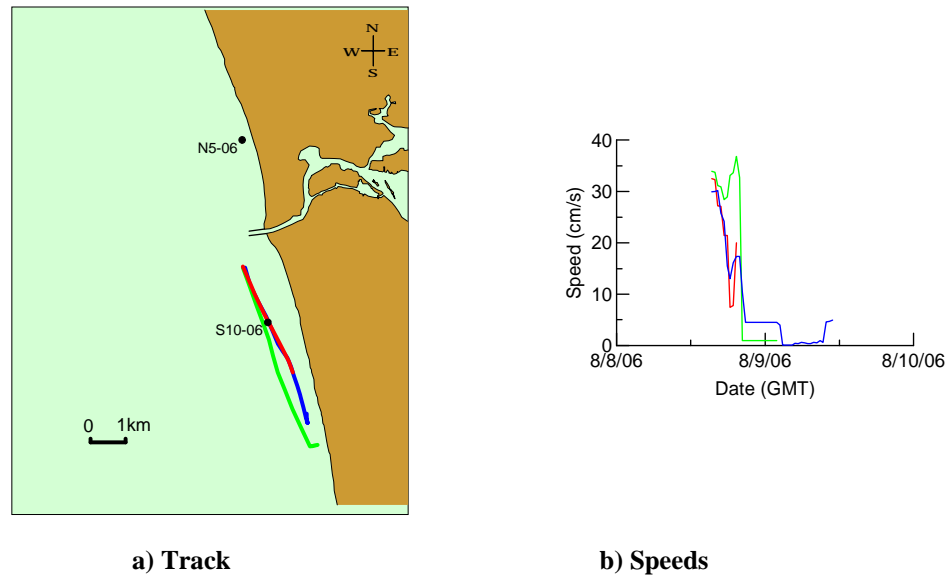 N
W E
S
N5-06
S10-06
0 1km
a) Track
40
30
20
10
0
Speed (cm/s)
8/8/06 8/9/06 8/10/06
Date (GMT)
b) Speeds